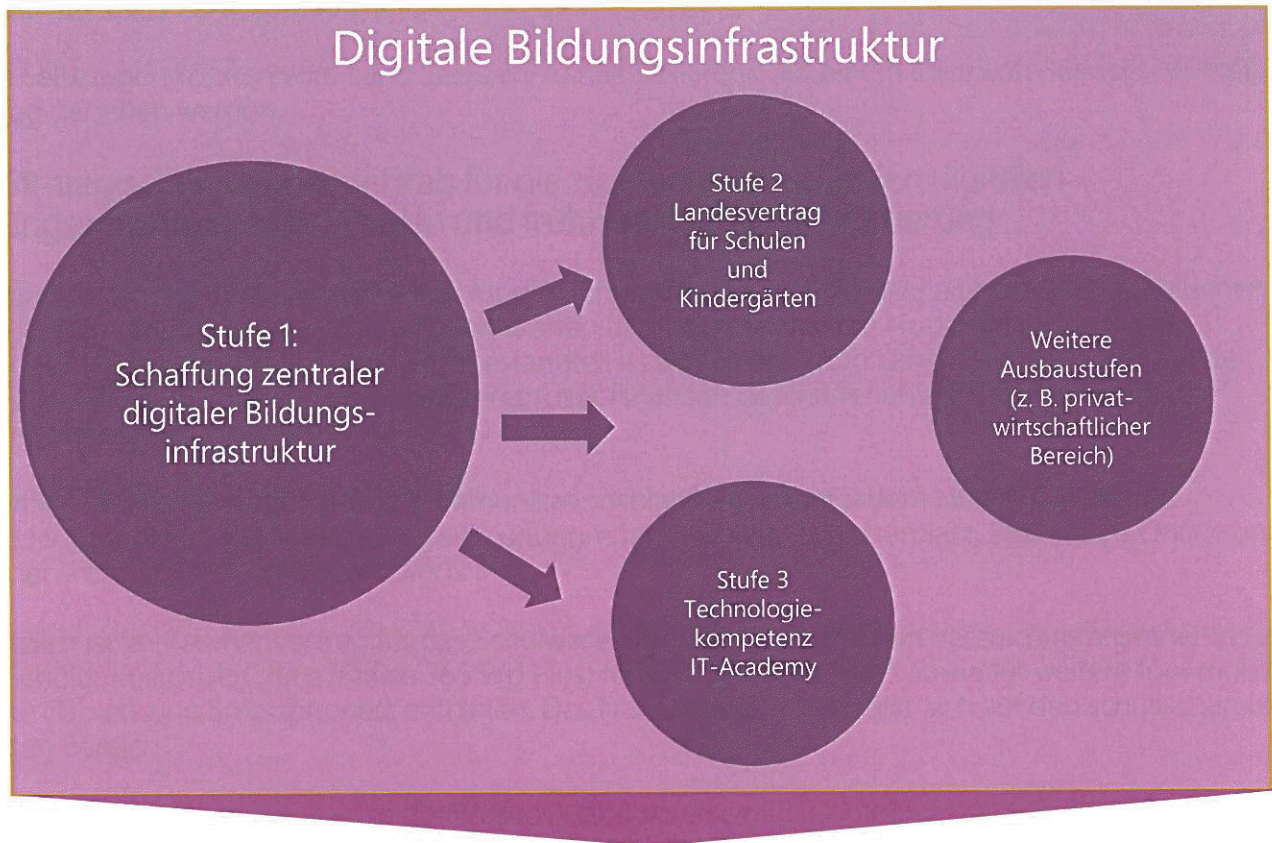 Digitale Bildungsinfrastruktur
Stufe 1:
Schaffung zentraler
digitaler Bildungs-
infrastruktur
Stufe 2
Landesvertrag
für Schulen
und
Kindergärten
Weitere
Ausbaustufen
(z. B. privat-
wirtschaftlicher
Bereich)
Stufe 3
Technologie-
kompetenz
IT-Academy